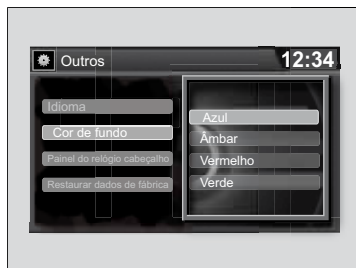 Outros 12:34
Idioma
Cor de fundo
Painel do relógio cabeçalho
Restaurar dados de fábrica
Azul
Âmbar
Vermelho
Verde